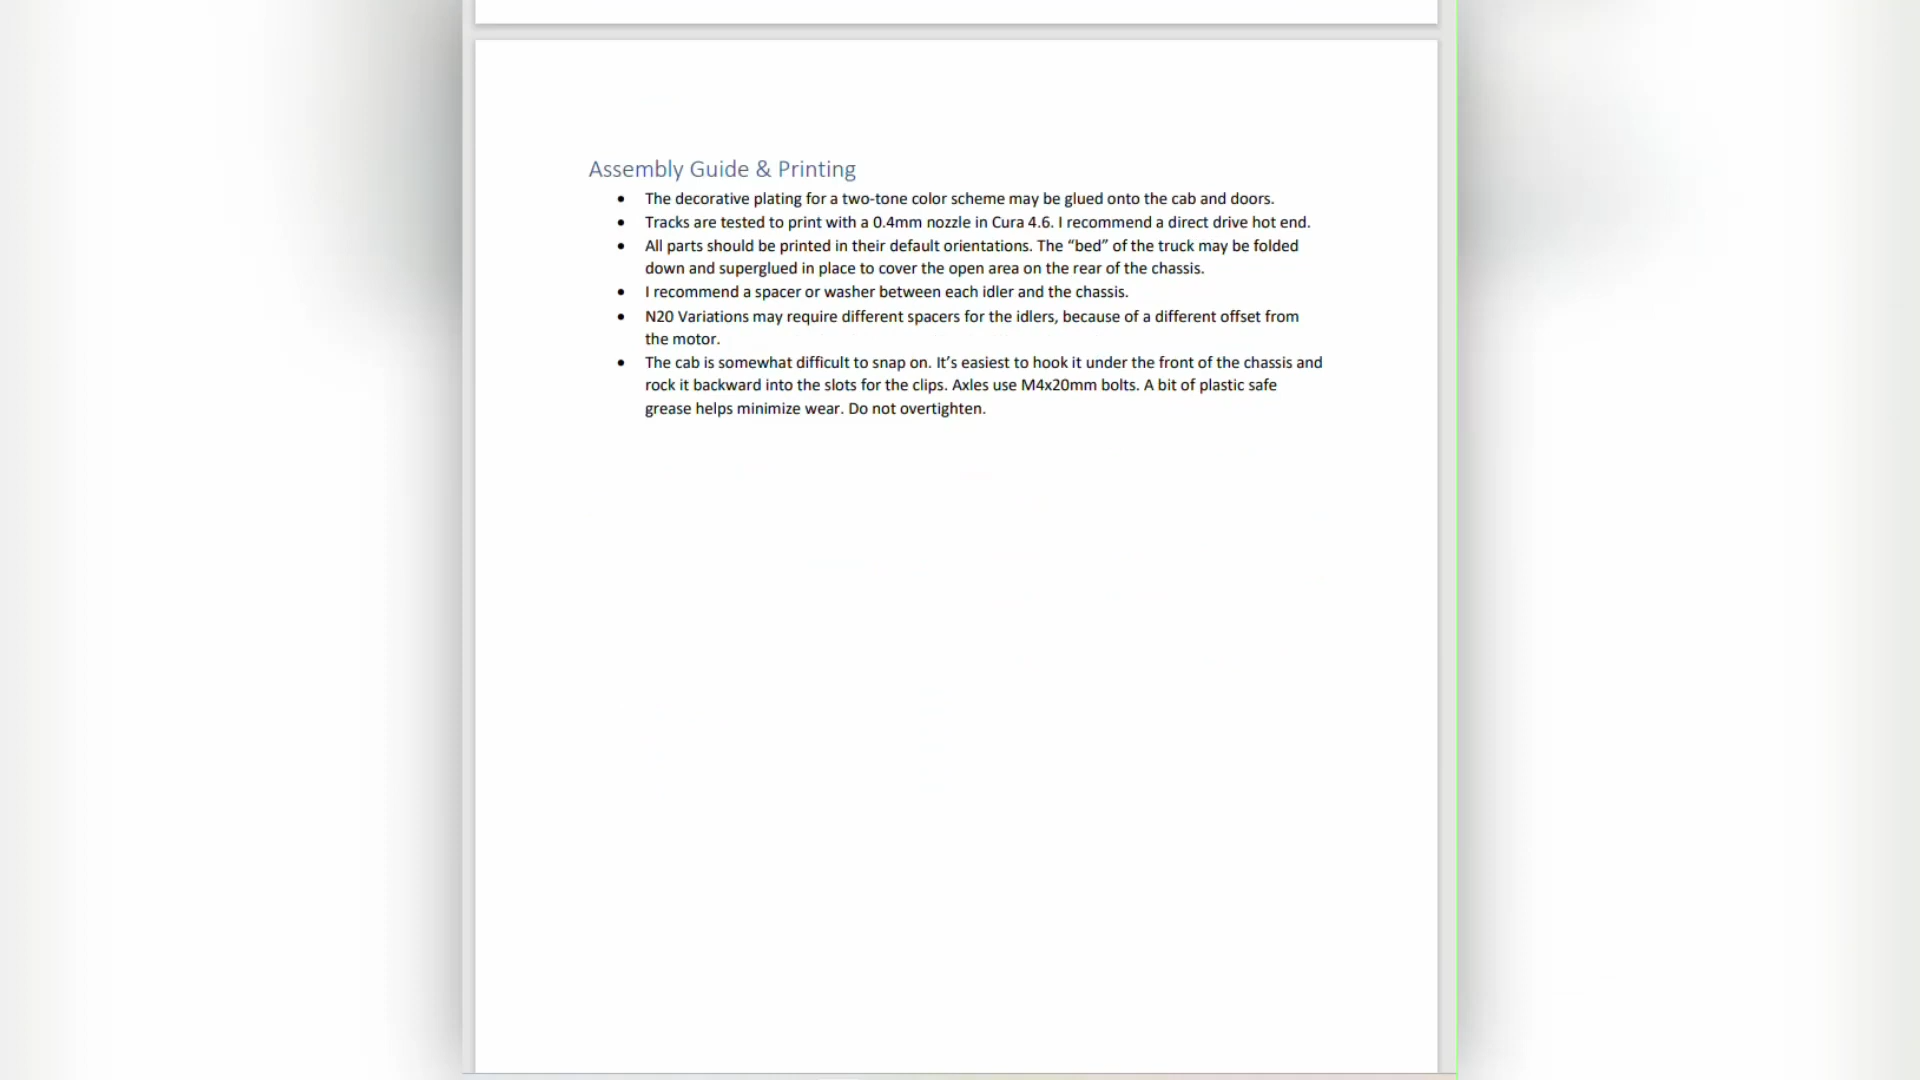 Assembly Guide & Printing
• The decorative plating for a two-tone color scheme may be glued onto the cab and doors.
• Tracks are tested to print with a 0.4mm nozzle in Cura 4.6. I recommend a direct drive hot end.
• All parts should be printed in their default orientations. The “bed” of the truck may be folded
down and superglued in place to cover the open area on the rear of the chassis.
• I recommend a spacer or washer between each idler and the chassis.
• N20 Variations may require different spacers for the idlers, because of a different offset from
the motor.
• The cab is somewhat difficult to snap on. It’s easiest to hook it under the front of the chassis and
rock it backward into the slots for the clips. Axles use M4x20mm bolts. A bit of plastic safe
grease helps minimize wear. Do not overtighten.